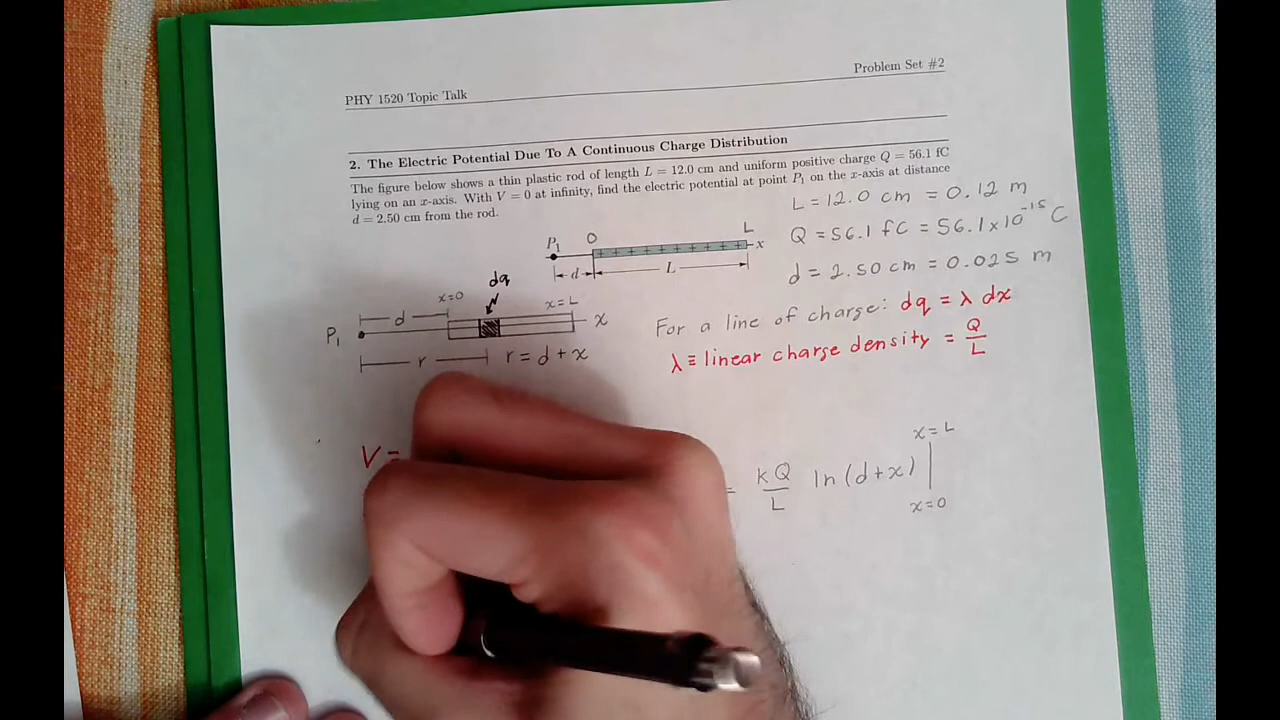 PHY 1520 Topic Talk
Problem Set #2
2. The Electric Potential Due To A Continuous Charge Distribution
The figure below shows a thin plastic rod of length L = 12.0 cm and uniform positive charge Q = 56.1 fC
lying on an x-axis. With V = 0 at infinity, find the electric potential at point P₁ on the x-axis at distance
d = 2.50 cm from the rod.
L = 12.0 cm = 0.12 m
Q = 56.1 fC = 56.1×10⁻¹⁵ C
d = 2.50 cm = 0.025 m
P₁ 0 L x
d L
dq
x=0 x=L
d
P₁ x
r r = d + x
For a line of charge: dq = λ dx
λ ≡ linear charge density = Q/L
V =
= kQ/L ln(d+x) |
x=L
x=0